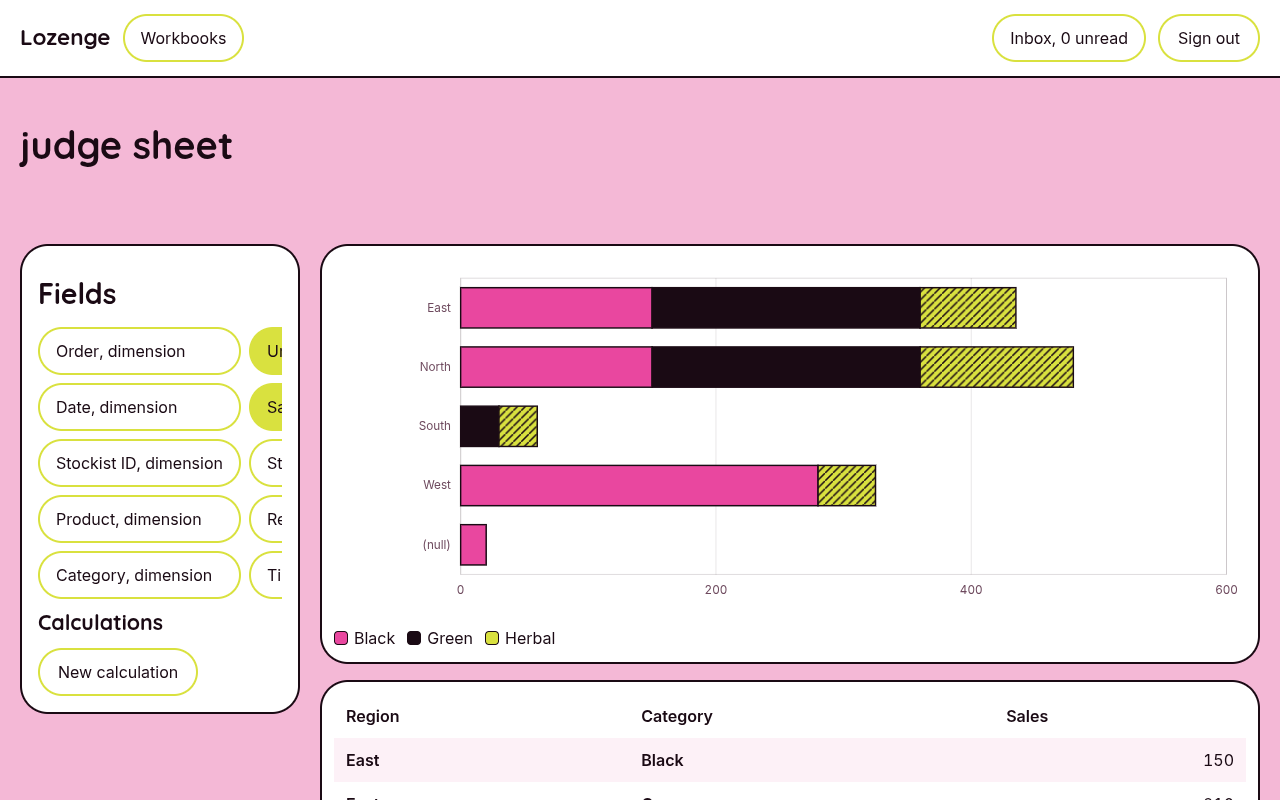 Lozenge
Workbooks
Inbox, 0 unread
Sign out
judge sheet
Fields
Order, dimension
Date, dimension
Stockist ID, dimension
Product, dimension
Category, dimension
Calculations
New calculation
East
North
South
West
(null)
0 200 400 600
Black Green Herbal
Region Category Sales
East Black 150